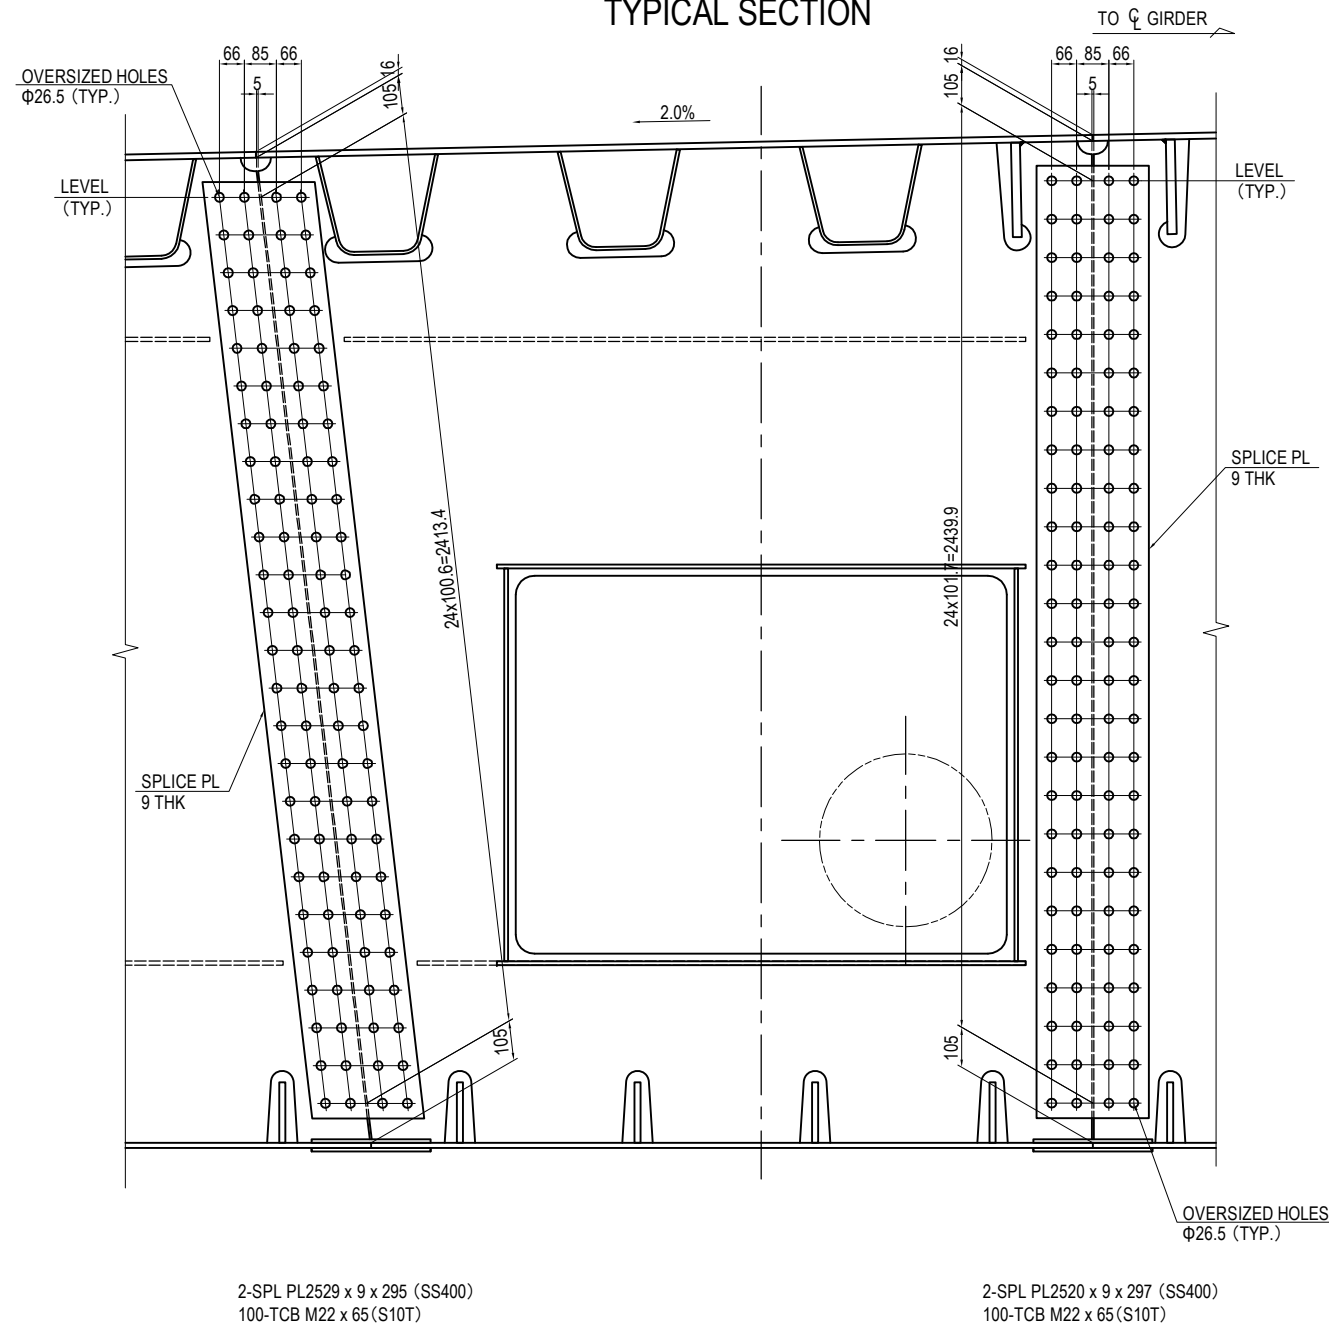 TYPICAL SECTION
TO ℄ GIRDER
66 85 66
5
16
105
66 85 66
5
16
105
OVERSIZED HOLES
Φ26.5 (TYP.)
2.0%
LEVEL
(TYP.)
LEVEL
(TYP.)
SPLICE PL
9 THK
24x100.6=2413.4
24x101.7=2439.9
SPLICE PL
9 THK
105
105
OVERSIZED HOLES
Φ26.5 (TYP.)
2-SPL PL2529 x 9 x 295 (SS400)
100-TCB M22 x 65(S10T)
2-SPL PL2520 x 9 x 297 (SS400)
100-TCB M22 x 65(S10T)